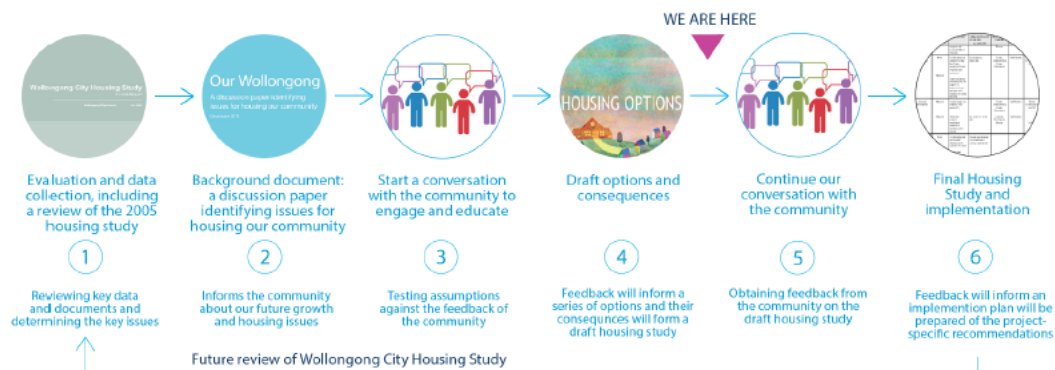 WE ARE HERE
Wollongong City Housing Study
Our Wollongong
A discussion paper identifying
issues for housing our community
HOUSING OPTIONS
Evaluation and data
collection, including
a review of the 2005
housing study
Background document:
a discussion paper
identifying issues for
housing our community
Start a conversation
with the community to
engage and educate
Draft options and
consequences
Continue our
conversation with
the community
Final Housing
Study and
implementation
1
2
3
4
5
6
Reviewing key data
and documents and
determining the key issues
Informs the community
about our future growth
and housing issues
Testing assumptions
against the feedback of
the community
Feedback will inform a
series of options and their
consequences will form a
draft housing study
Obtaining feedback from
the community on the
draft housing study
Feedback will inform an
implemention plan will be
prepared of the project-
specific recommendations
Future review of Wollongong City Housing Study